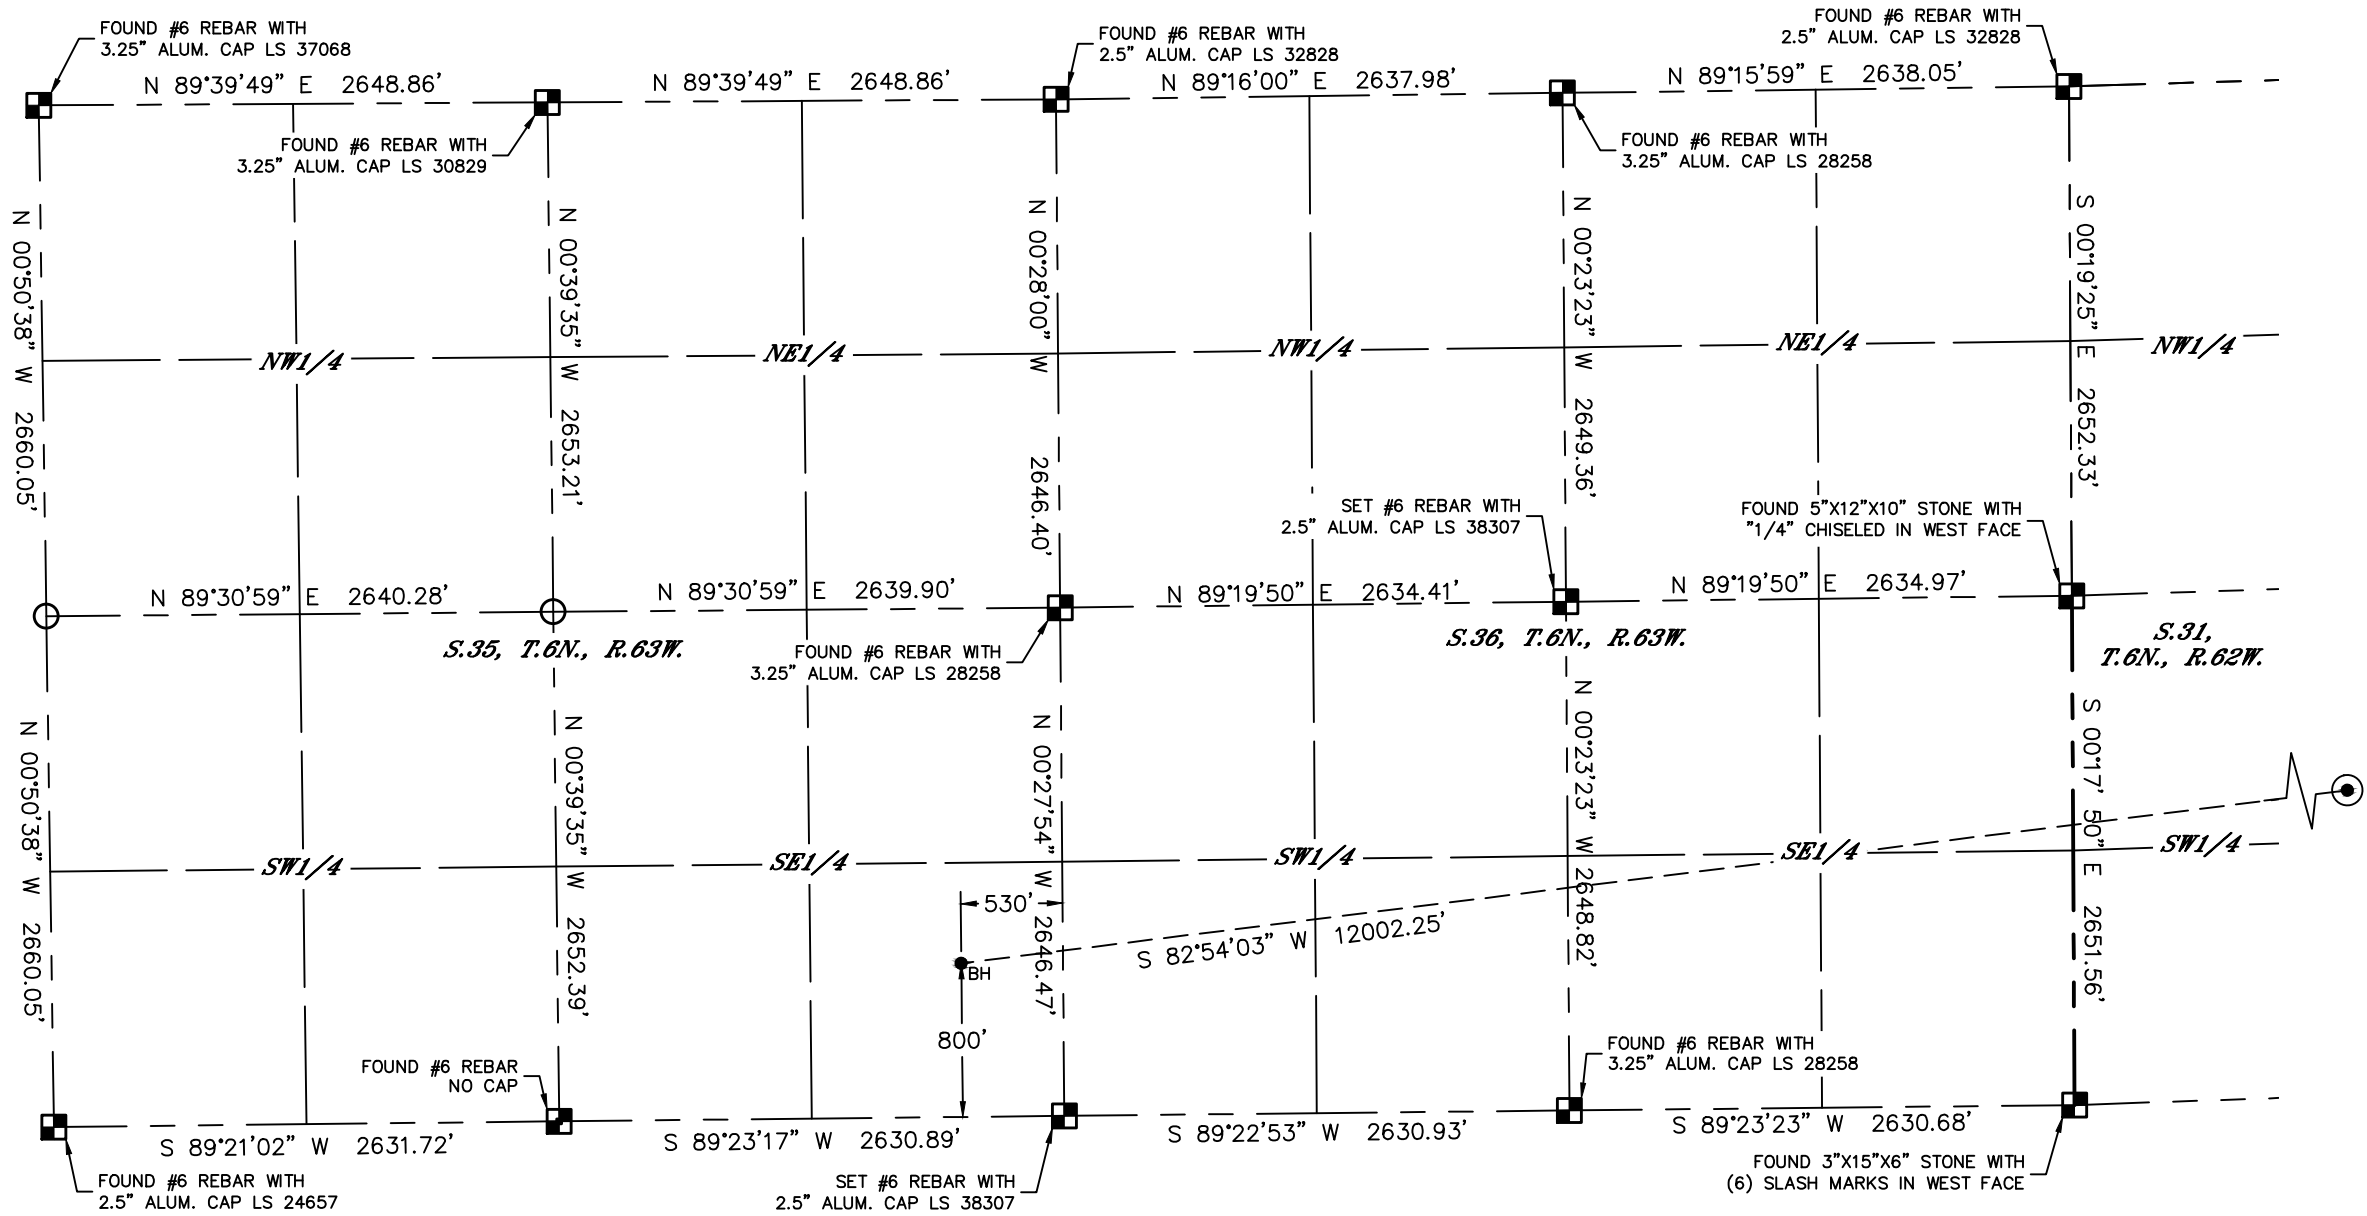 FOUND #6 REBAR WITH
3.25" ALUM. CAP LS 37068
FOUND #6 REBAR WITH
2.5" ALUM. CAP LS 32828
FOUND #6 REBAR WITH
2.5" ALUM. CAP LS 32828
N 89°39'49" E 2648.86'
N 89°39'49" E 2648.86'
N 89°16'00" E 2637.98'
N 89°15'59" E 2638.05'
FOUND #6 REBAR WITH
3.25" ALUM. CAP LS 30829
FOUND #6 REBAR WITH
3.25" ALUM. CAP LS 28258
N 00°50'38" W 2660.05'
N 00°39'35" W 2653.21'
N 00°28'00" W 2646.40'
N 00°23'23" W 2649.36'
S 00°19'25" E 2652.33'
NW1/4
NE1/4
NW1/4
NE1/4
NW1/4
SET #6 REBAR WITH
2.5" ALUM. CAP LS 38307
FOUND 5"X12"X10" STONE WITH
"1/4" CHISELED IN WEST FACE
N 89°30'59" E 2640.28'
N 89°30'59" E 2639.90'
N 89°19'50" E 2634.41'
N 89°19'50" E 2634.97'
S.35, T.6N., R.63W.
S.36, T.6N., R.63W.
S.31,
T.6N., R.62W.
FOUND #6 REBAR WITH
3.25" ALUM. CAP LS 28258
N 00°50'38" W 2660.05'
N 00°39'35" W 2652.39'
N 00°27'54" W 2646.47'
N 00°23'23" W 2648.82'
S 00°17' 50" E 2651.56'
SW1/4
SE1/4
SW1/4
SE1/4
SW1/4
530'
S 82°54'03" W 12002.25'
BH
800'
FOUND #6 REBAR
NO CAP
FOUND #6 REBAR WITH
3.25" ALUM. CAP LS 28258
S 89°21'02" W 2631.72'
S 89°23'17" W 2630.89'
S 89°22'53" W 2630.93'
S 89°23'23" W 2630.68'
FOUND #6 REBAR WITH
2.5" ALUM. CAP LS 24657
SET #6 REBAR WITH
2.5" ALUM. CAP LS 38307
FOUND 3"X15"X6" STONE WITH
(6) SLASH MARKS IN WEST FACE